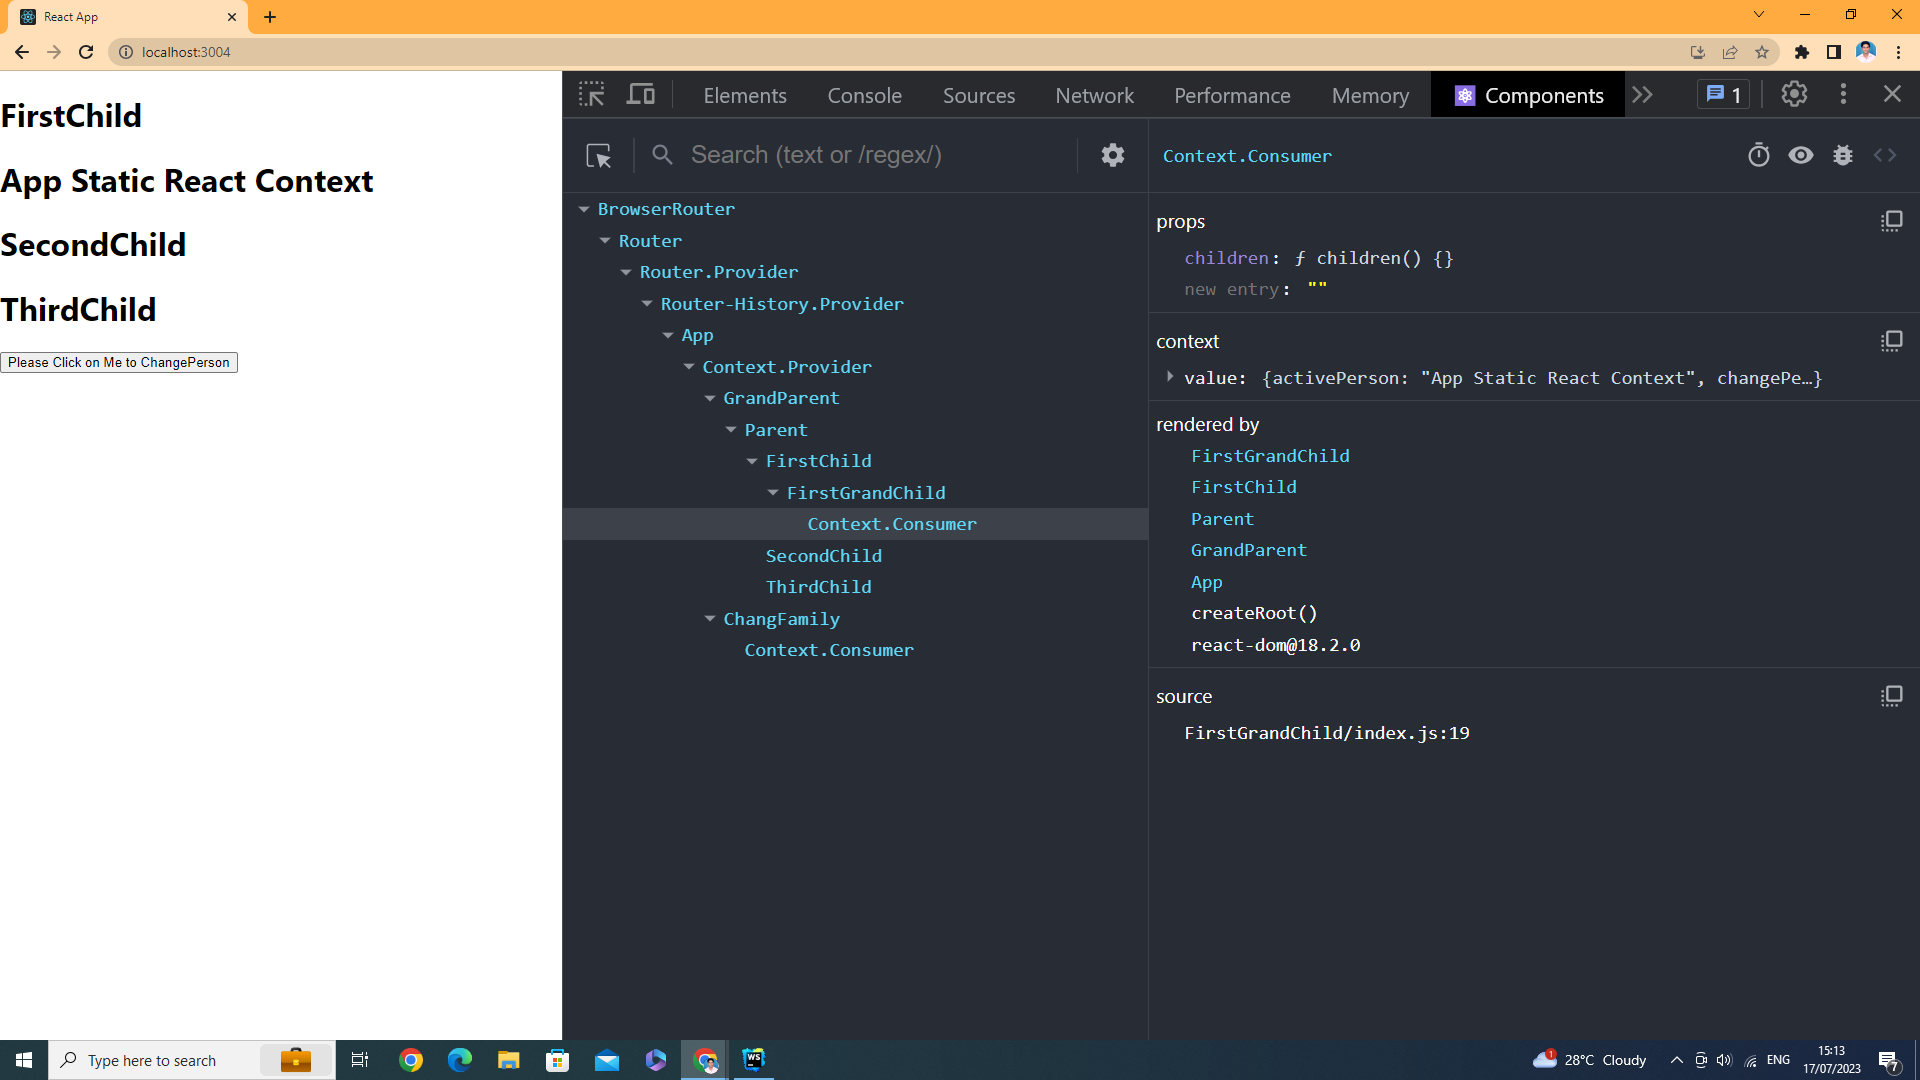 React App
localhost:3004
FirstChild
App Static React Context
SecondChild
ThirdChild
Please Click on Me to ChangePerson
Elements Console Sources Network Performance Memory Components 1
Search (text or /regex/)
BrowserRouter
Router
Router.Provider
Router-History.Provider
App
Context.Provider
GrandParent
Parent
FirstChild
FirstGrandChild
Context.Consumer
SecondChild
ThirdChild
ChangFamily
Context.Consumer
Context.Consumer
props
children: ƒ children() {}
new entry: ""
context
value: {activePerson: "App Static React Context", changePe…}
rendered by
FirstGrandChild
FirstChild
Parent
GrandParent
App
createRoot()
react-dom@18.2.0
source
FirstGrandChild/index.js:19
Type here to search
WS
1
28°C Cloudy
ENG
15:13
17/07/2023
7